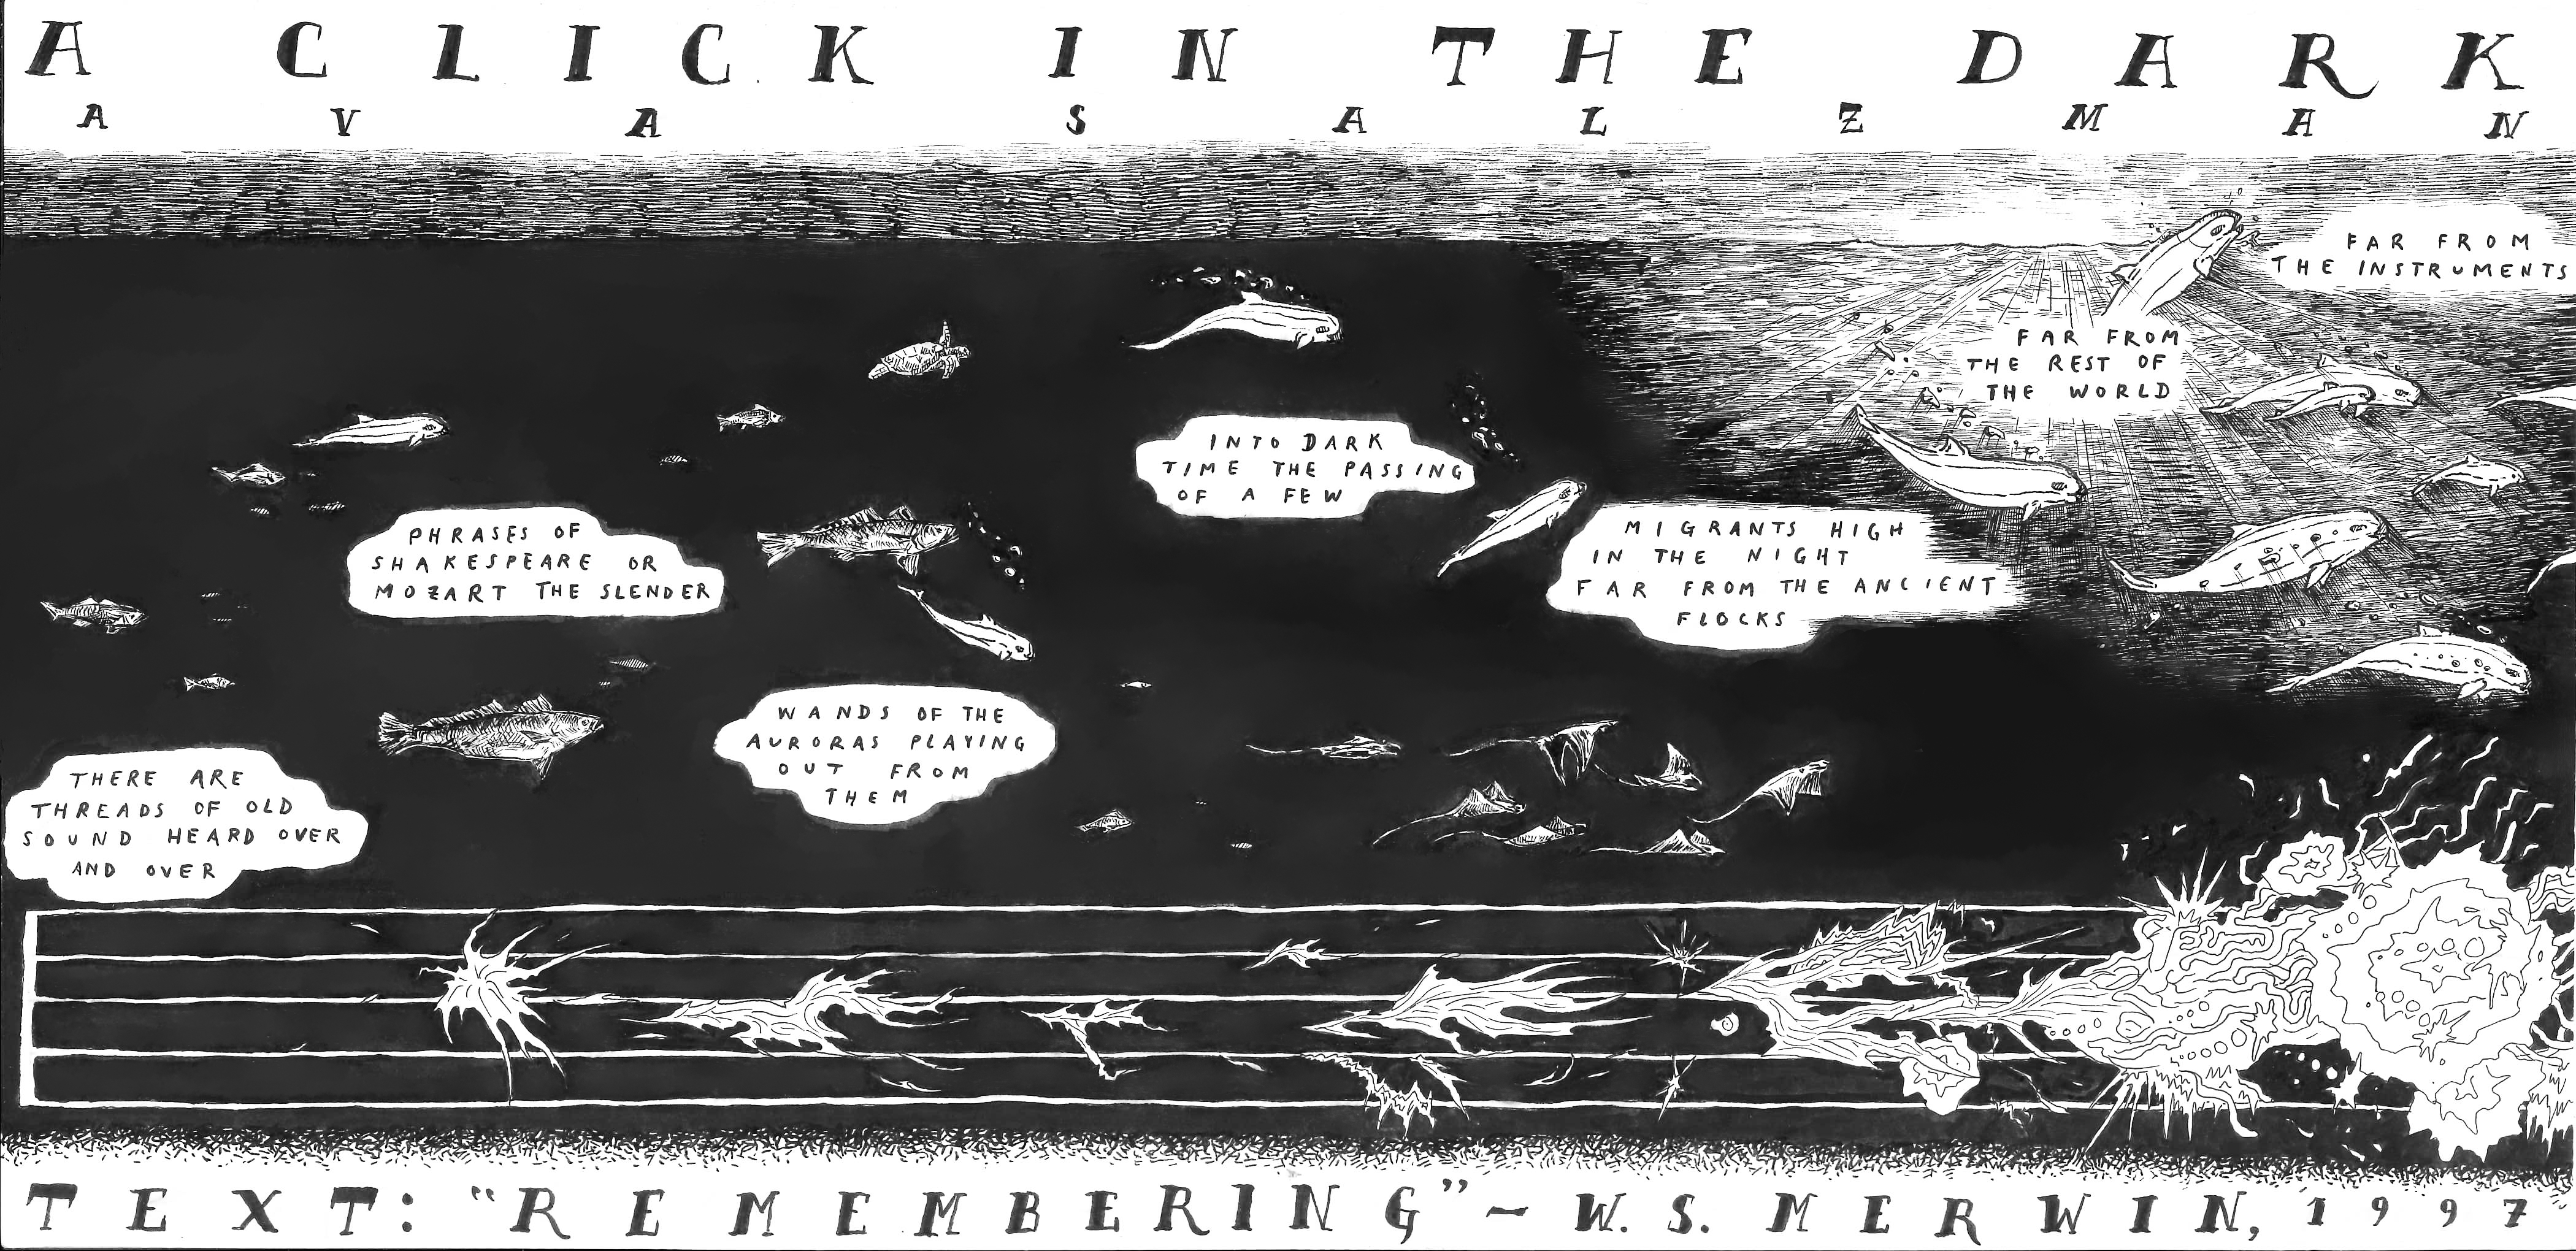 A CLICK IN THE DARK
AVA SALZMAN
THERE ARE
THREADS OF OLD
SOUND HEARD OVER
AND OVER
PHRASES OF
SHAKESPEARE OR
MOZART THE SLENDER
WANDS OF THE
AURORAS PLAYING
OUT FROM
THEM
INTO DARK
TIME THE PASSING
OF A FEW
MIGRANTS HIGH
IN THE NIGHT
FAR FROM THE ANCIENT
FLOCKS
FAR FROM
THE REST OF
THE WORLD
FAR FROM
THE INSTRUMENTS
TEXT: "REMEMBERING" – W. S. MERWIN, 1997